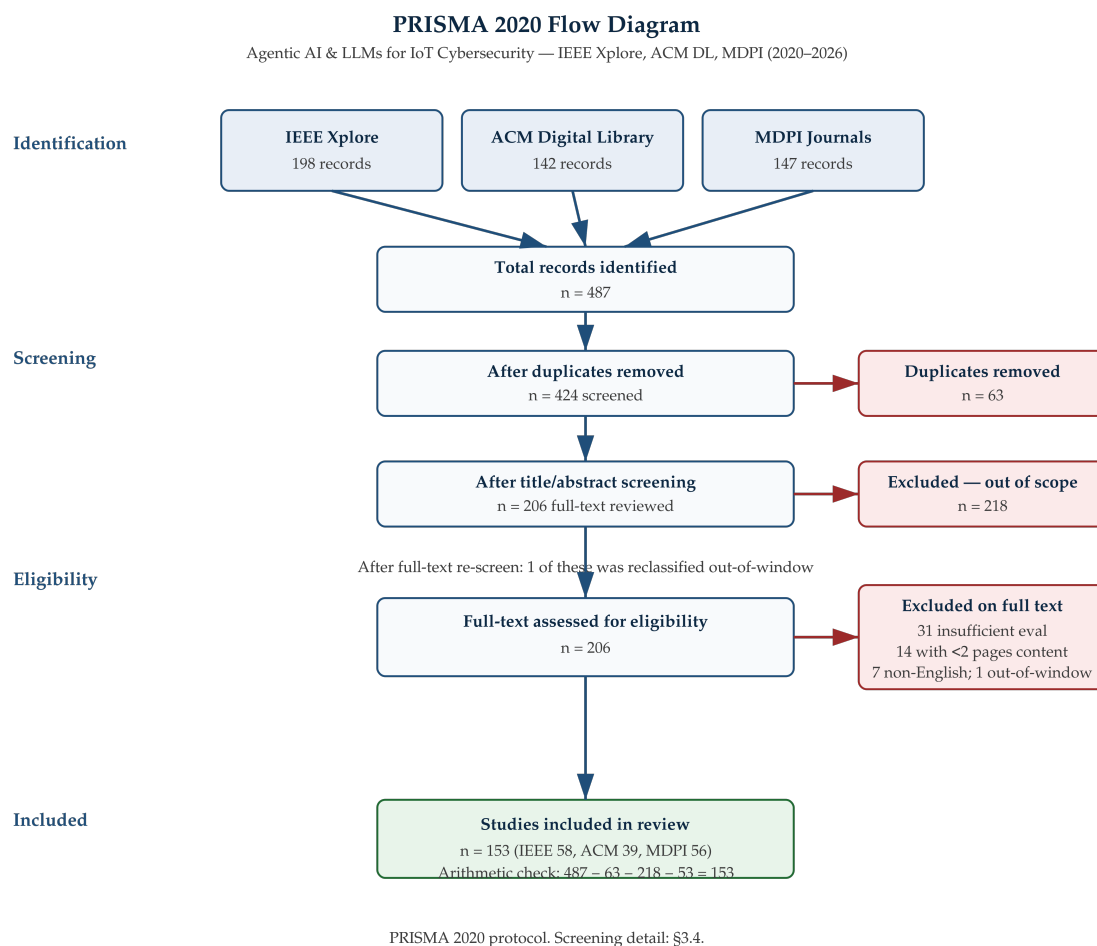 PRISMA 2020 Flow Diagram
Agentic AI & LLMs for IoT Cybersecurity — IEEE Xplore, ACM DL, MDPI (2020–2026)
Identification
IEEE Xplore
198 records
ACM Digital Library
142 records
MDPI Journals
147 records
Total records identified
n = 487
Screening
After duplicates removed
n = 424 screened
Duplicates removed
n = 63
After title/abstract screening
n = 206 full-text reviewed
Excluded — out of scope
n = 218
After full-text re-screen: 1 of these was reclassified out-of-window
Eligibility
Full-text assessed for eligibility
n = 206
Excluded on full text
31 insufficient eval
14 with <2 pages content
7 non-English; 1 out-of-window
Included
Studies included in review
n = 153 (IEEE 58, ACM 39, MDPI 56)
Arithmetic check: 487 − 63 − 218 − 53 = 153
PRISMA 2020 protocol. Screening detail: §3.4.